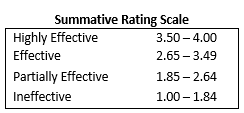 Summative Rating Scale
Highly Effective 3.50 – 4.00
Effective 2.65 – 3.49
Partially Effective 1.85 – 2.64
Ineffective 1.00 – 1.84